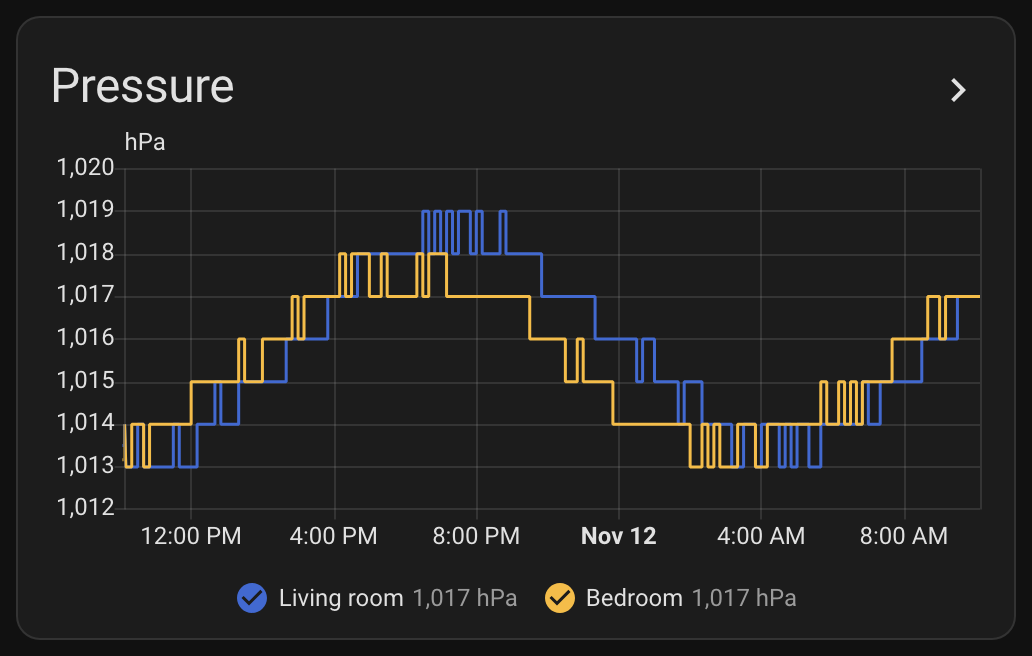 Pressure
hPa
1,020
1,019
1,018
1,017
1,016
1,015
1,014
1,013
1,012
12:00 PM 4:00 PM 8:00 PM Nov 12 4:00 AM 8:00 AM
Living room 1,017 hPa Bedroom 1,017 hPa